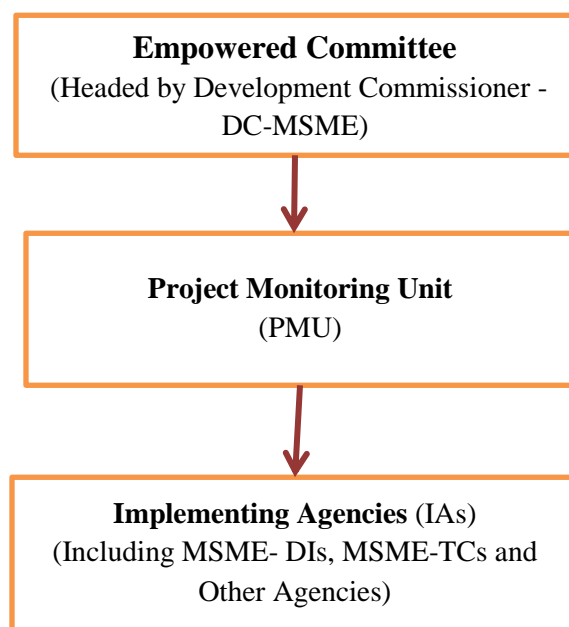 Empowered Committee
(Headed by Development Commissioner -
DC-MSME)
Project Monitoring Unit
(PMU)
Implementing Agencies (IAs)
(Including MSME- DIs, MSME-TCs and
Other Agencies)